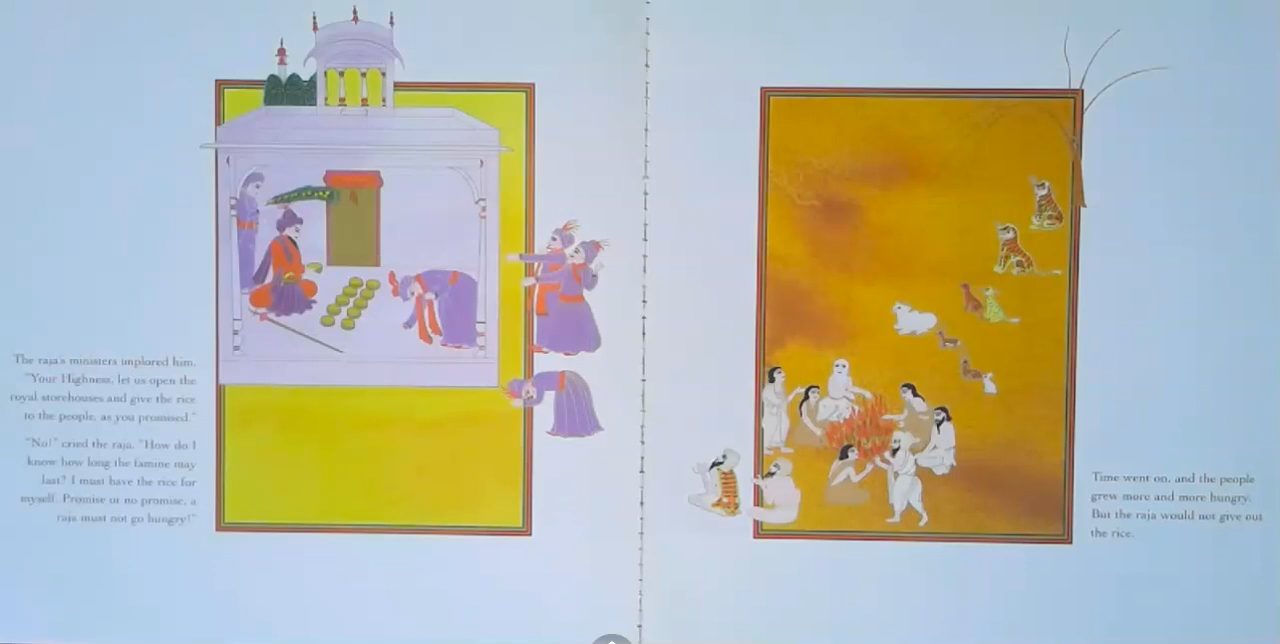 The raja's ministers implored him.
"Your Highness, let us open the
royal storehouses and give the rice
to the people, as you promised."
"No!" cried the raja. "How do I
know how long the famine may
last? I must have the rice for
myself. Promise or no promise, a
raja must not go hungry!"
Time went on, and the people
grew more and more hungry.
But the raja would not give out
the rice.